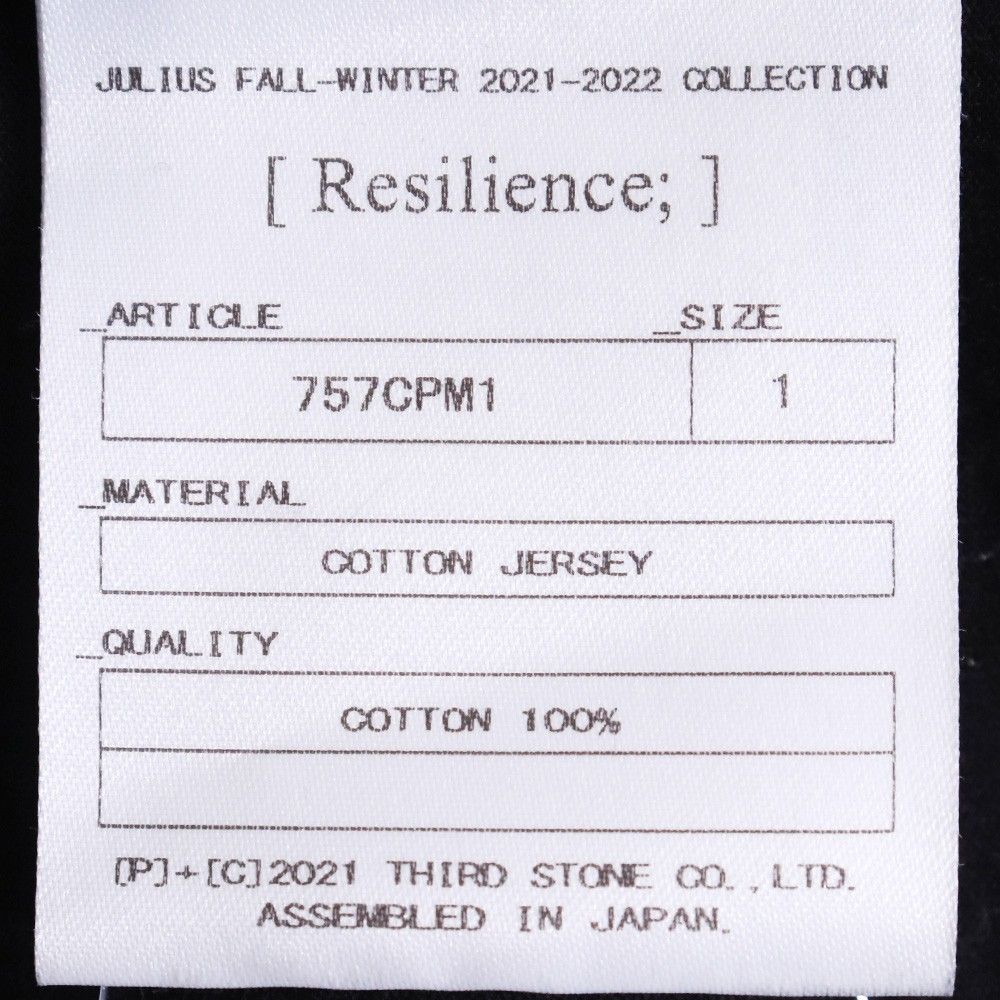 JULIUS FALL-WINTER 2021-2022 COLLECTION
[ Resilience; ]
_ARTICLE _SIZE
757CPM1 1
_MATERIAL
COTTON JERSEY
_QUALITY
COTTON 100%
[P]+[C]2021 THIRD STONE CO.,LTD.
ASSEMBLED IN JAPAN.